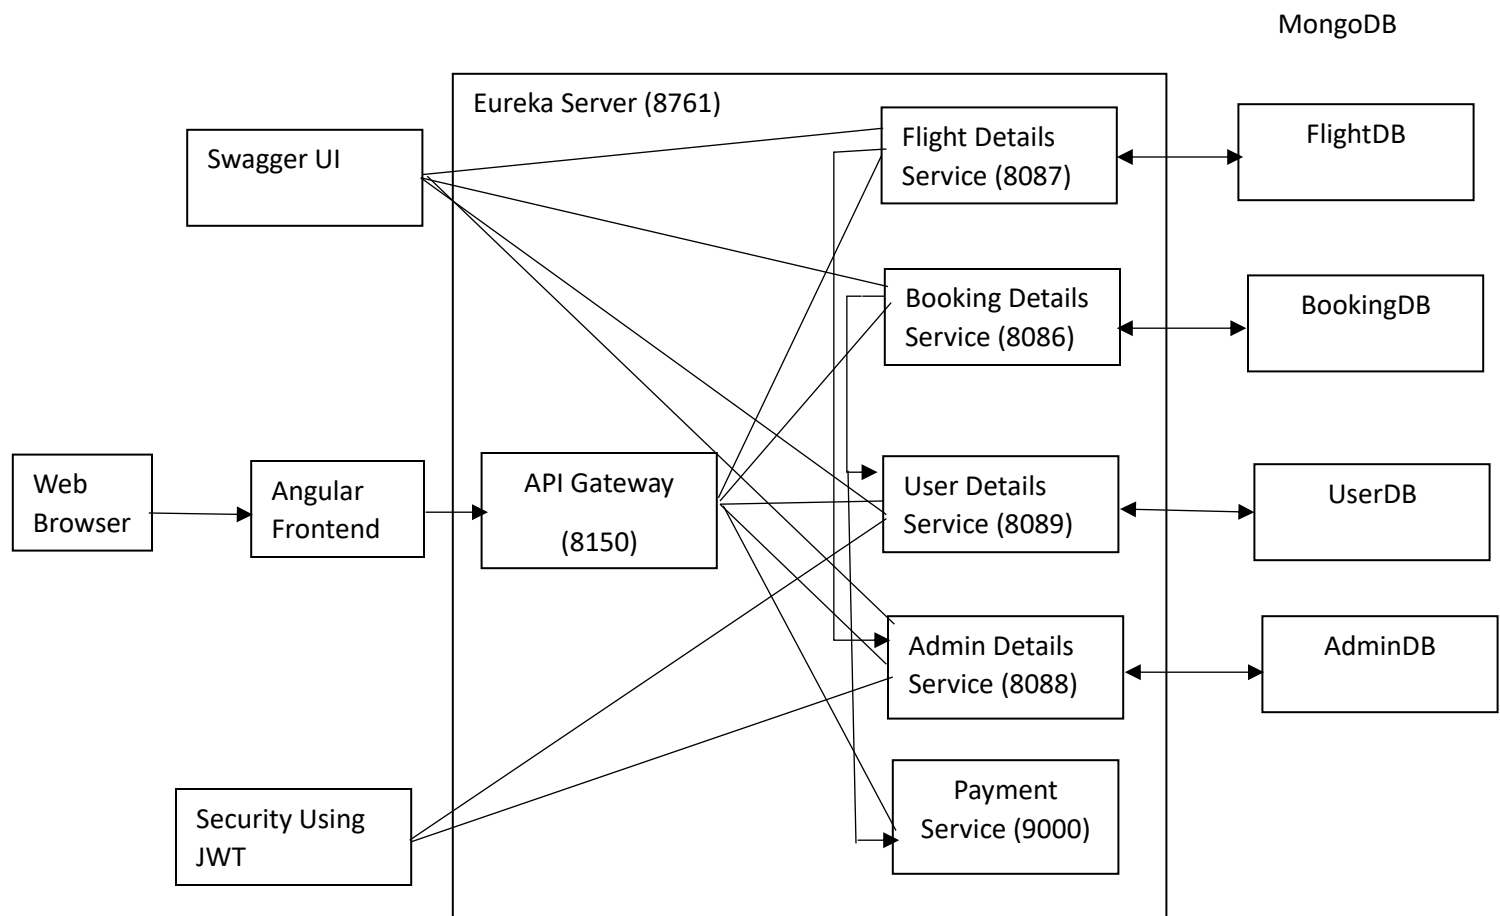 MongoDB
Eureka Server (8761)
Swagger UI
Flight Details
Service (8087)
FlightDB
Booking Details
Service (8086)
BookingDB
Web
Browser
Angular
Frontend
API Gateway
(8150)
User Details
Service (8089)
UserDB
Admin Details
Service (8088)
AdminDB
Security Using
JWT
Payment
Service (9000)